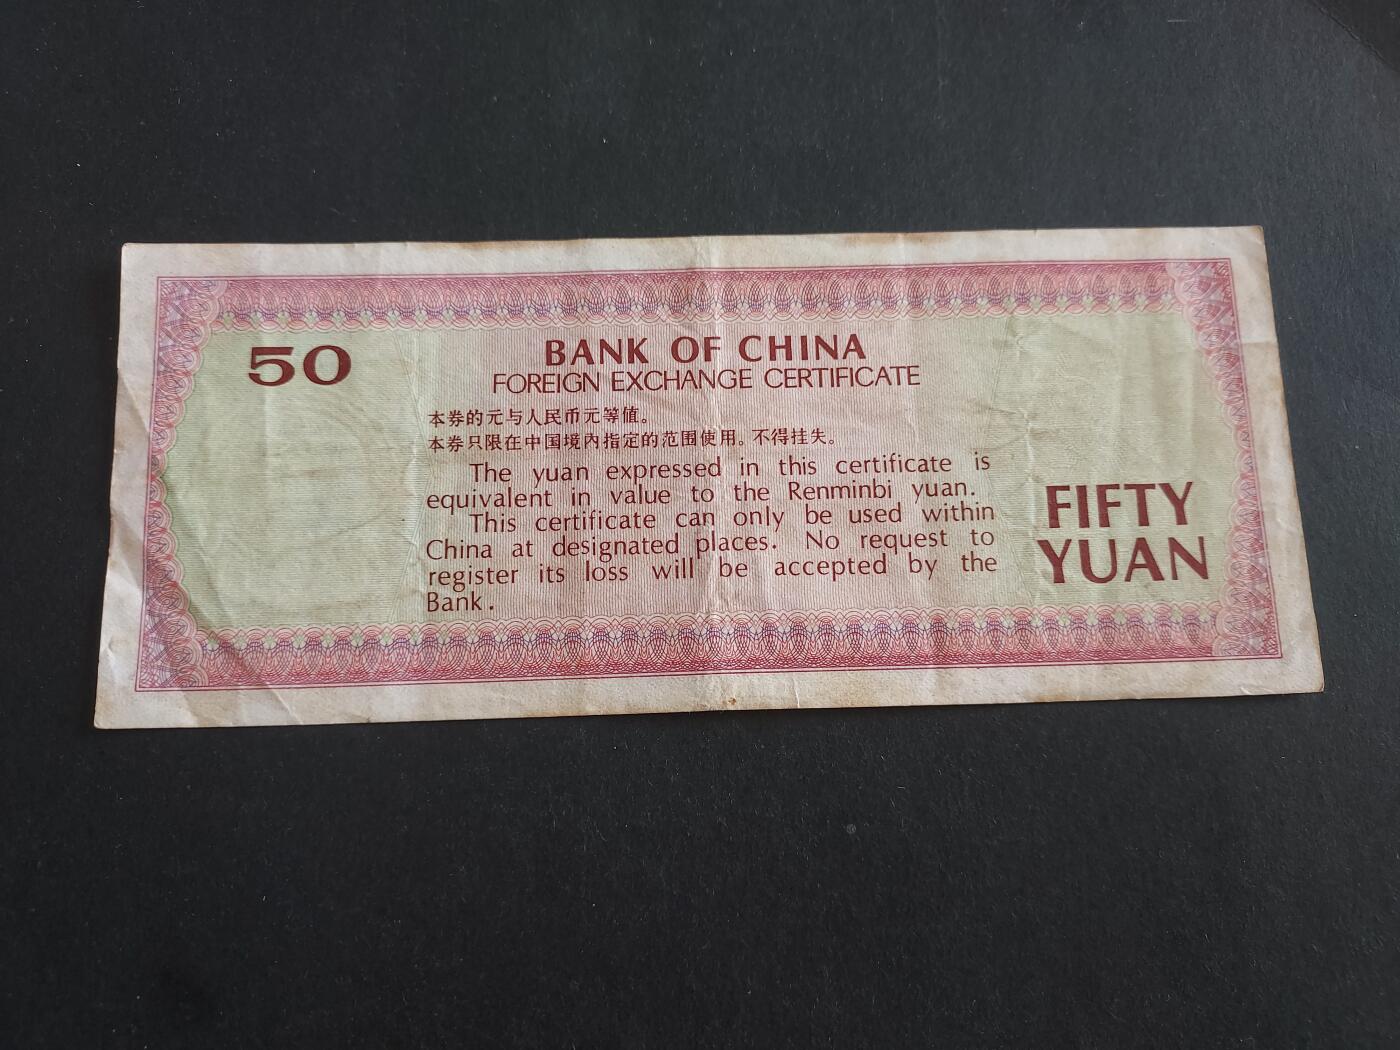 50
BANK OF CHINA
FOREIGN EXCHANGE CERTIFICATE
本券的元与人民币元等值。
本券只限在中国境内指定的范围使用。不得挂失。
The yuan expressed in this certificate is
equivalent in value to the Renminbi yuan.
This certificate can only be used within
China at designated places. No request to
register its loss will be accepted by the
Bank.
FIFTY
YUAN